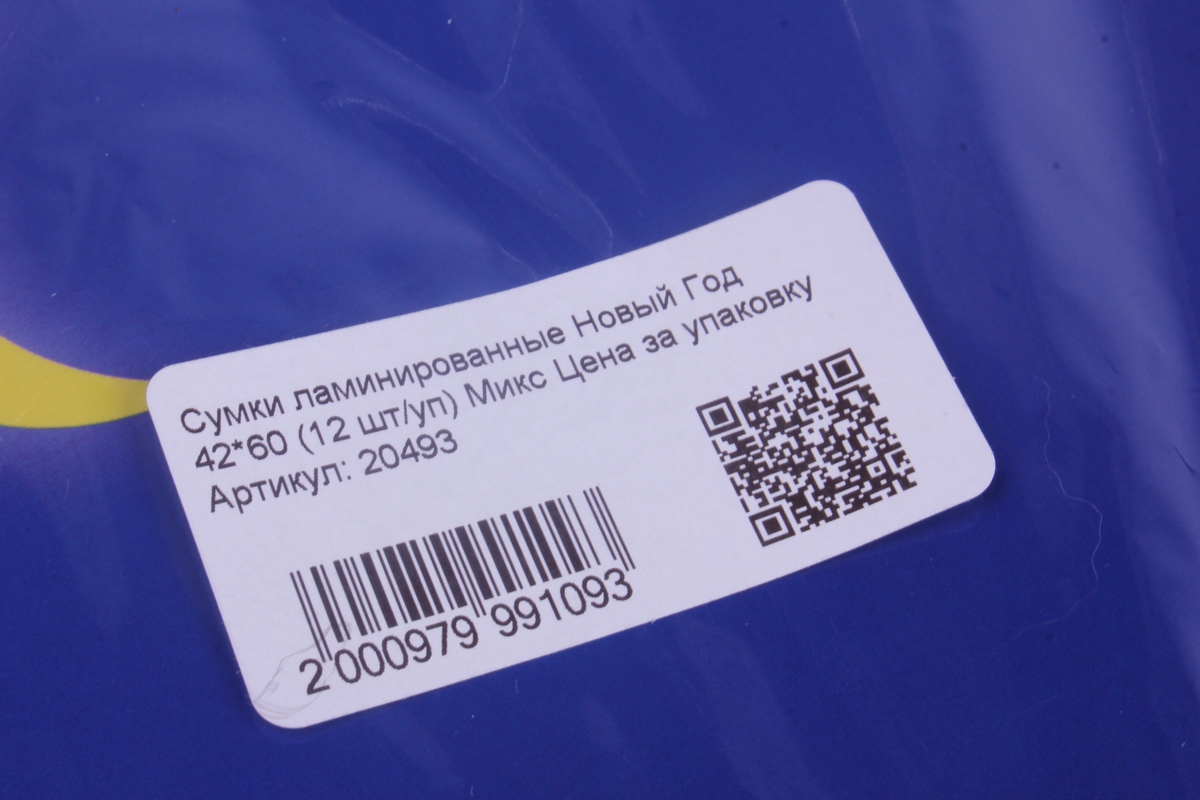 Сумки ламинированные Новый Год
42*60 (12 шт/уп) Микс Цена за упаковку
Артикул: 20493
2 000979 991093